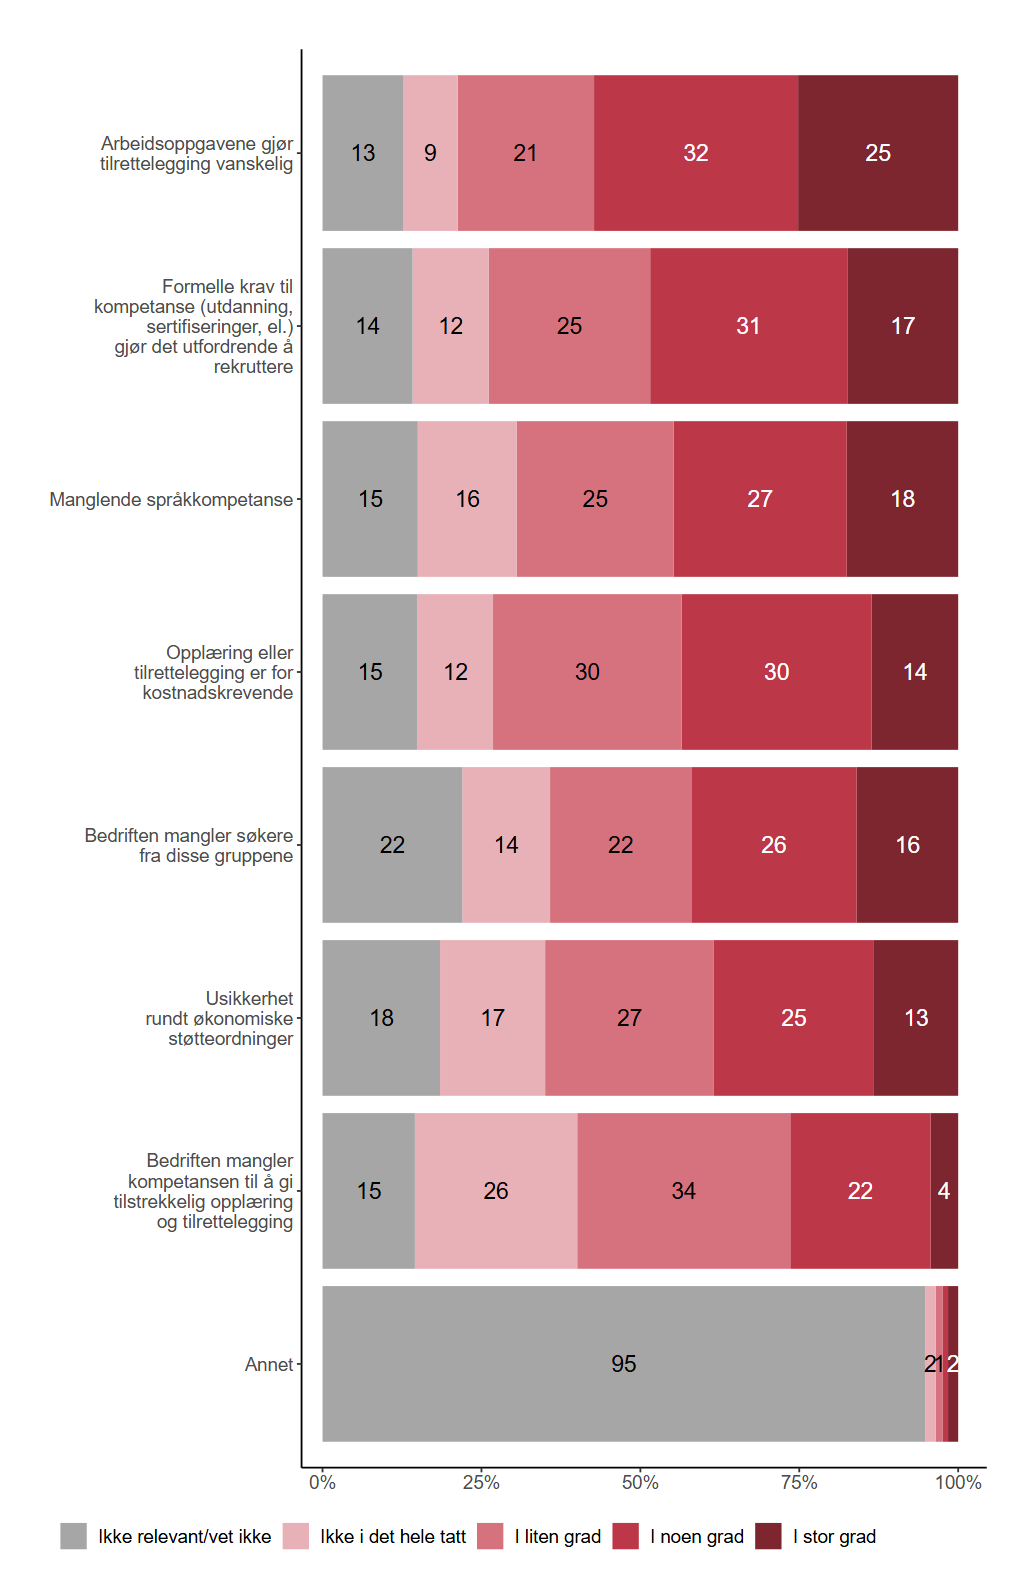 Arbeidsoppgavene gjør
tilrettelegging vanskelig
13 9 21 32 25
Formelle krav til
kompetanse (utdanning,
sertifiseringer, el.)
gjør det utfordrende å
rekruttere
14 12 25 31 17
Manglende språkkompetanse
15 16 25 27 18
Opplæring eller
tilrettelegging er for
kostnadskrevende
15 12 30 30 14
Bedriften mangler søkere
fra disse gruppene
22 14 22 26 16
Usikkerhet
rundt økonomiske
støtteordninger
18 17 27 25 13
Bedriften mangler
kompetansen til å gi
tilstrekkelig opplæring
og tilrettelegging
15 26 34 22 4
Annet
95 2 1 2
0% 25% 50% 75% 100%
Ikke relevant/vet ikke Ikke i det hele tatt I liten grad I noen grad I stor grad